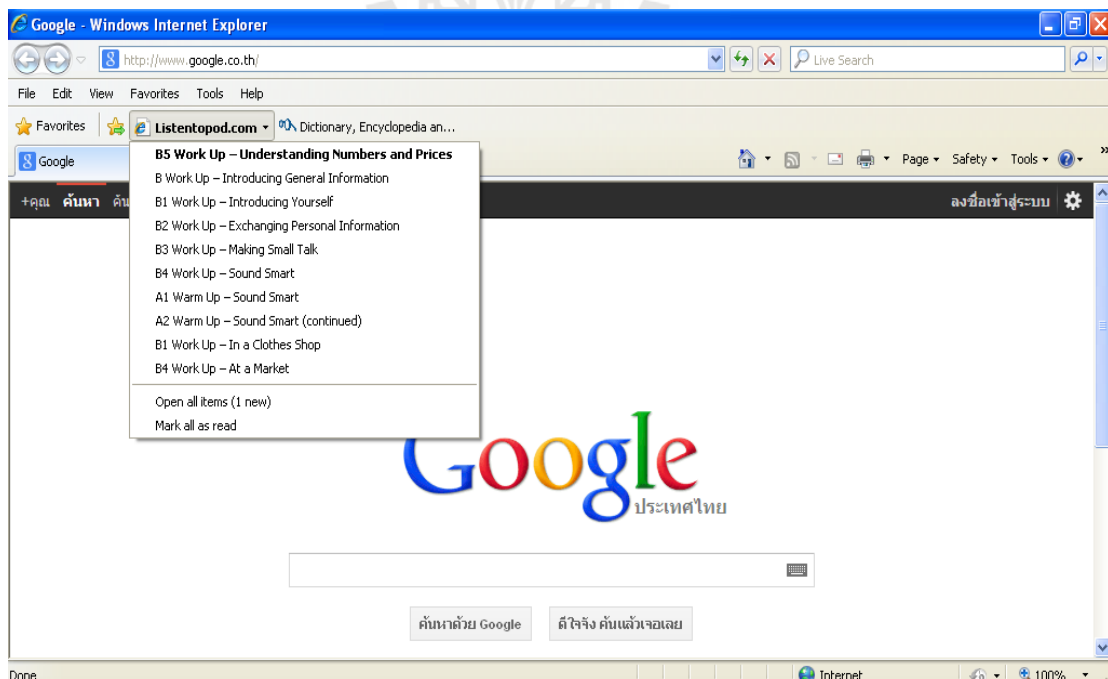 Google - Windows Internet Explorer
http://www.google.co.th/
Live Search
File Edit View Favorites Tools Help
Favorites Listentopod.com Dictionary, Encyclopedia an...
Google
Page Safety Tools
B5 Work Up – Understanding Numbers and Prices
B Work Up – Introducing General Information
B1 Work Up – Introducing Yourself
B2 Work Up – Exchanging Personal Information
B3 Work Up – Making Small Talk
B4 Work Up – Sound Smart
A1 Warm Up – Sound Smart
A2 Warm Up – Sound Smart (continued)
B1 Work Up – In a Clothes Shop
B4 Work Up – At a Market
Open all items (1 new)
Mark all as read
+คุณ ค้นหา ค้น ลงชื่อเข้าสู่ระบบ
Google
ประเทศไทย
ค้นหาด้วย Google ดีใจจัง ค้นแล้วเจอเลย
Done Internet 100%